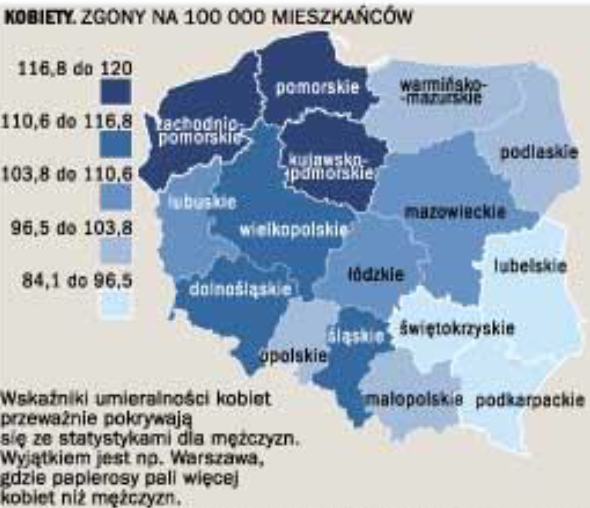 KOBIETY. ZGONY NA 100 000 MIESZKAŃCÓW
116,8 do 120
110,6 do 116,8
103,8 do 110,6
96,5 do 103,8
84,1 do 96,5
pomorskie
warmińsko-
-mazurskie
zachodnio-
pomorskie
kujawsko-
-pomorskie
podlaskie
lubuskie
wielkopolskie
mazowieckie
łódzkie
lubelskie
dolnośląskie
śląskie
świętokrzyskie
opolskie
małopolskie
podkarpackie
Wskaźniki umieralności kobiet
przeważnie pokrywają
się ze statystykami dla mężczyzn.
Wyjątkiem jest np. Warszawa,
gdzie papierosy pali więcej
kobiet niż mężczyzn.